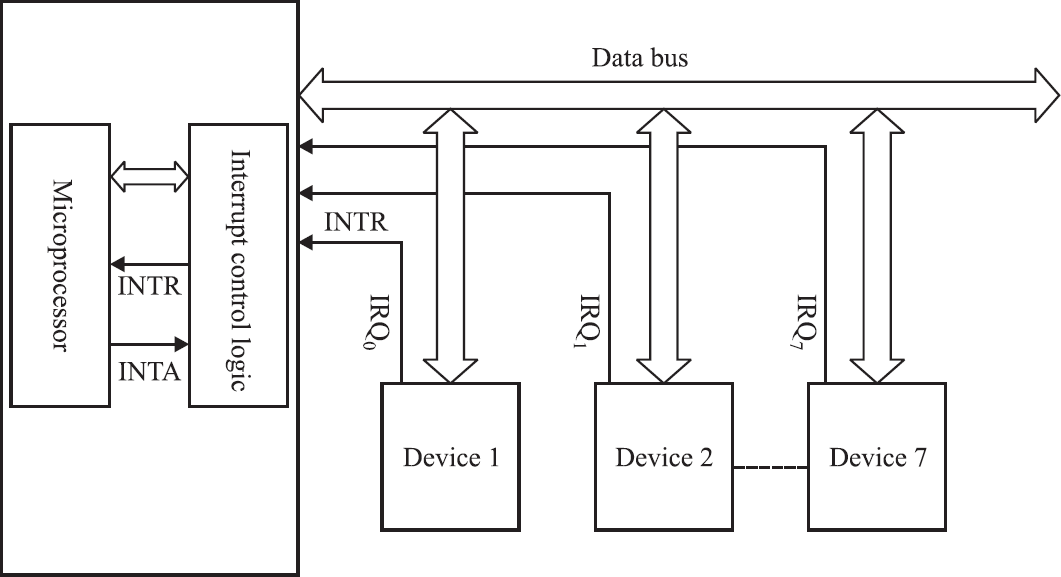 Data bus
Microprocessor
Interrupt control logic
INTR
INTA
INTR
IRQ₀
IRQ₁
IRQ₇
Device 1
Device 2
Device 7